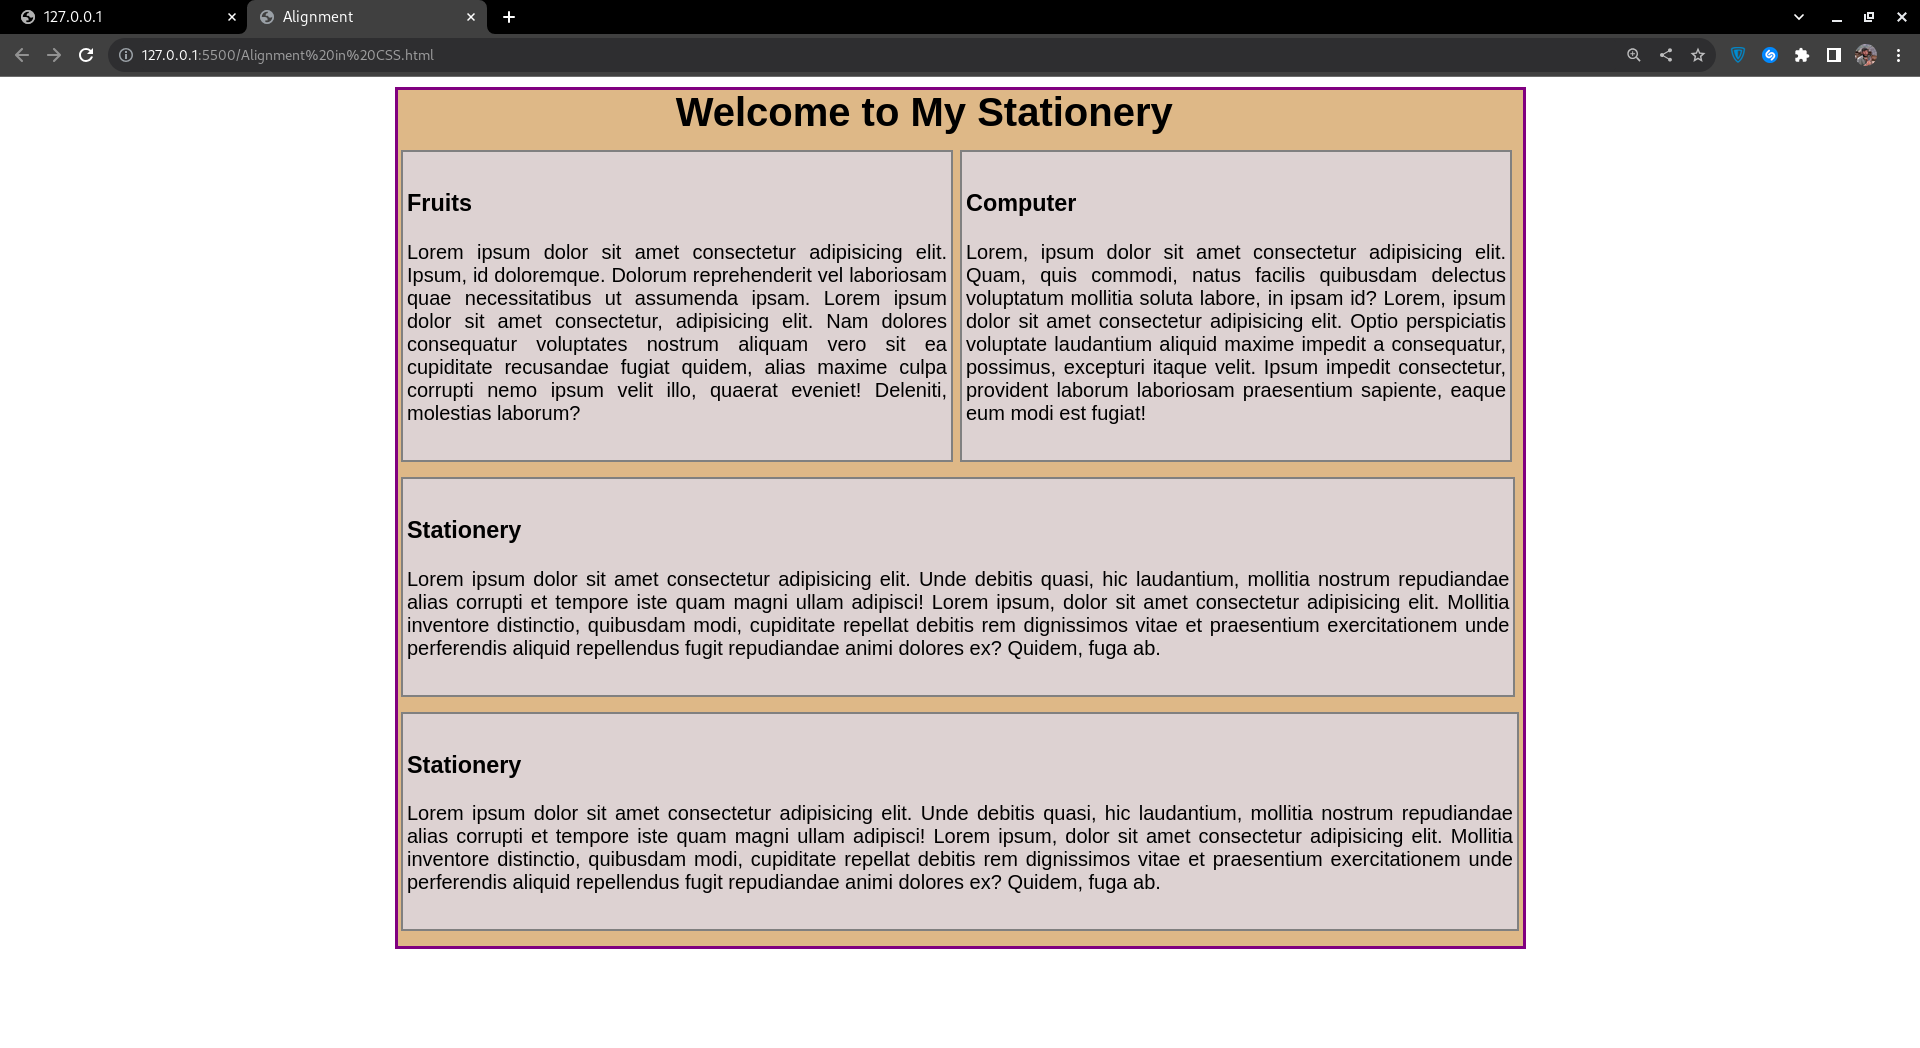 127.0.0.1
Alignment
127.0.0.1:5500/Alignment%20in%20CSS.html
Welcome to My Stationery
Fruits
Lorem ipsum dolor sit amet consectetur adipisicing elit.
Ipsum, id doloremque. Dolorum reprehenderit vel laboriosam
quae necessitatibus ut assumenda ipsam. Lorem ipsum
dolor sit amet consectetur, adipisicing elit. Nam dolores
consequatur voluptates nostrum aliquam vero sit ea
cupiditate recusandae fugiat quidem, alias maxime culpa
corrupti nemo ipsum velit illo, quaerat eveniet! Deleniti,
molestias laborum?
Computer
Lorem, ipsum dolor sit amet consectetur adipisicing elit.
Quam, quis commodi, natus facilis quibusdam delectus
voluptatum mollitia soluta labore, in ipsam id? Lorem, ipsum
dolor sit amet consectetur adipisicing elit. Optio perspiciatis
voluptate laudantium aliquid maxime impedit a consequatur,
possimus, excepturi itaque velit. Ipsum impedit consectetur,
provident laborum laboriosam praesentium sapiente, eaque
eum modi est fugiat!
Stationery
Lorem ipsum dolor sit amet consectetur adipisicing elit. Unde debitis quasi, hic laudantium, mollitia nostrum repudiandae
alias corrupti et tempore iste quam magni ullam adipisci! Lorem ipsum, dolor sit amet consectetur adipisicing elit. Mollitia
inventore distinctio, quibusdam modi, cupiditate repellat debitis rem dignissimos vitae et praesentium exercitationem unde
perferendis aliquid repellendus fugit repudiandae animi dolores ex? Quidem, fuga ab.
Stationery
Lorem ipsum dolor sit amet consectetur adipisicing elit. Unde debitis quasi, hic laudantium, mollitia nostrum repudiandae
alias corrupti et tempore iste quam magni ullam adipisci! Lorem ipsum, dolor sit amet consectetur adipisicing elit. Mollitia
inventore distinctio, quibusdam modi, cupiditate repellat debitis rem dignissimos vitae et praesentium exercitationem unde
perferendis aliquid repellendus fugit repudiandae animi dolores ex? Quidem, fuga ab.